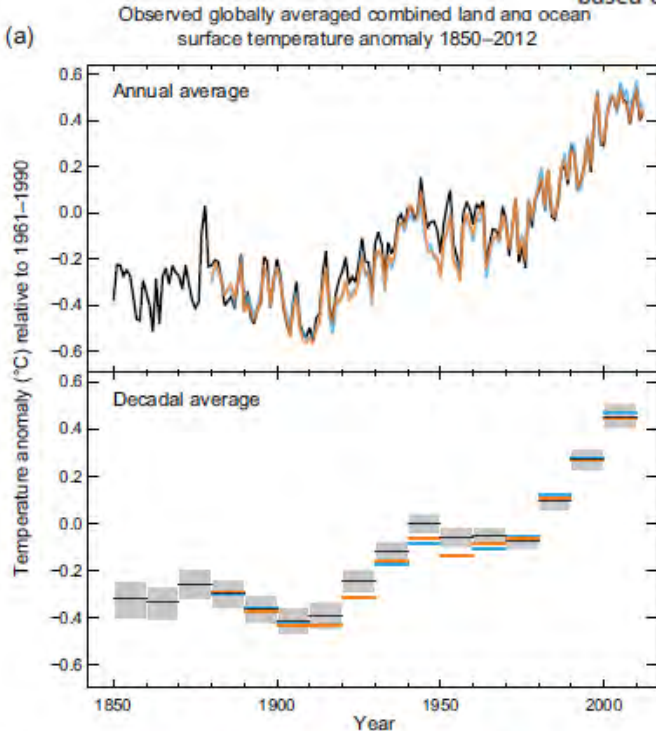 Observed globally averaged combined land and ocean
surface temperature anomaly 1850–2012
(a)
Annual average
0.6
0.4
0.2
0.0
−0.2
−0.4
−0.6
Temperature anomaly (°C) relative to 1961–1990
Decadal average
0.6
0.4
0.2
0.0
−0.2
−0.4
−0.6
1850
1900
1950
2000
Year